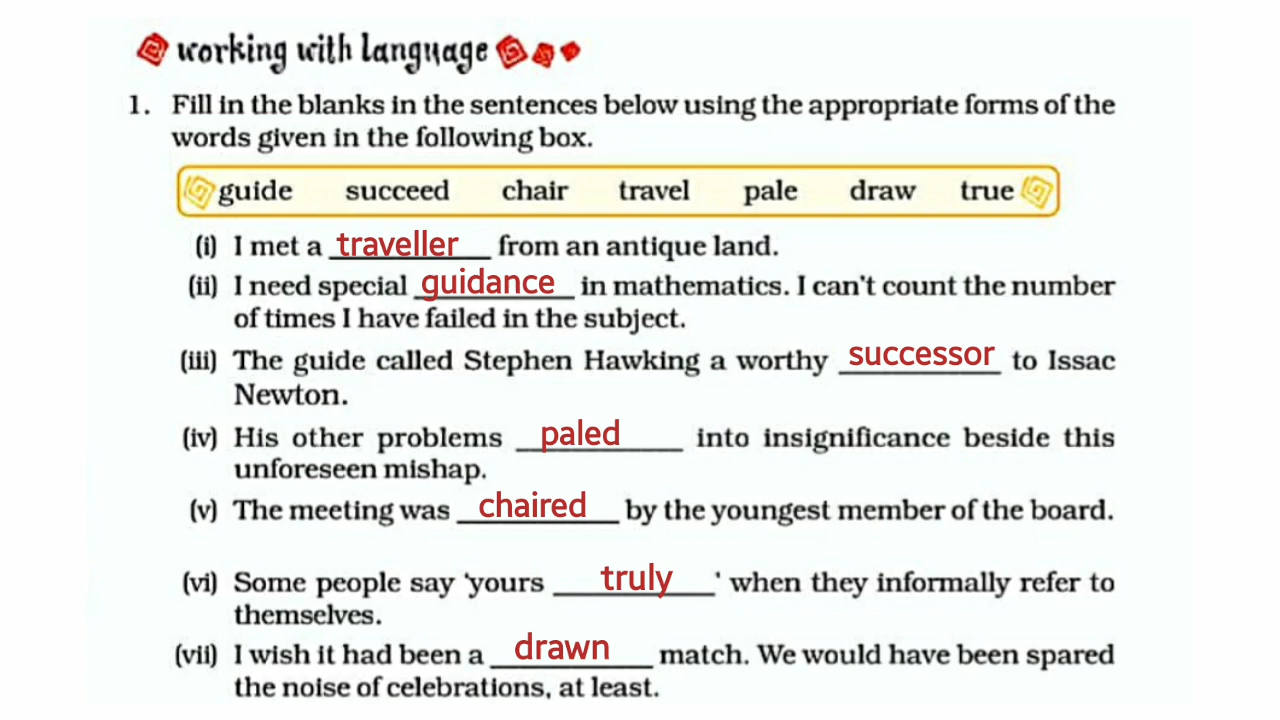 working with language
1. Fill in the blanks in the sentences below using the appropriate forms of the
words given in the following box.
guide succeed chair travel pale draw true
(i) I met a traveller from an antique land.
(ii) I need special guidance in mathematics. I can't count the number
of times I have failed in the subject.
(iii) The guide called Stephen Hawking a worthy successor to Issac
Newton.
(iv) His other problems paled into insignificance beside this
unforeseen mishap.
(v) The meeting was chaired by the youngest member of the board.
(vi) Some people say 'yours truly' when they informally refer to
themselves.
(vii) I wish it had been a drawn match. We would have been spared
the noise of celebrations, at least.